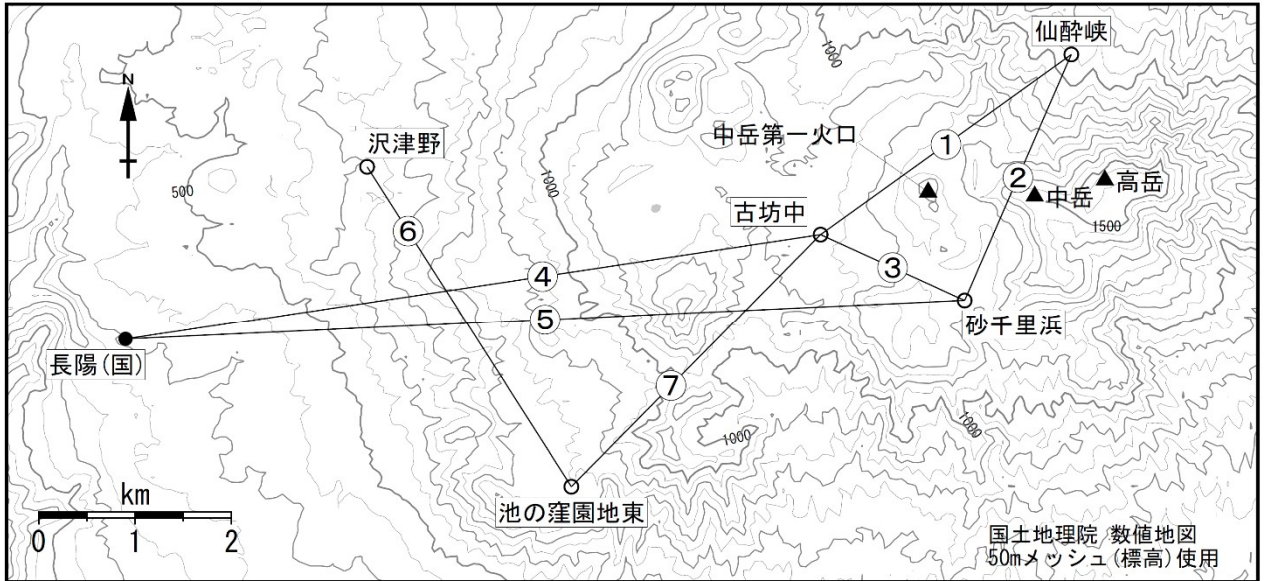 仙酔峡
1000
N
沢津野
中岳第一火口
①
500
1000
②
高岳
中岳
古坊中
1500
⑥
③
④
⑤
砂千里浜
長陽(国)
⑦
1000
1000
km
池の窪園地東
0 1 2
国土地理院 数値地図
50mメッシュ(標高)使用